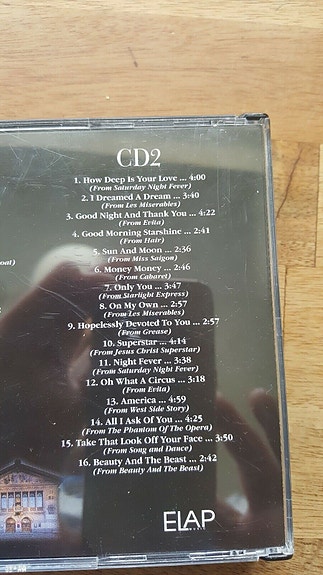 CD2
1. How Deep Is Your Love ... 4:00
(From Saturday Night Fever)
2. I Dreamed A Dream ... 3:40
(From Les Miserables)
3. Good Night And Thank You ... 4:22
(From Evita)
4. Good Morning Starshine ... 2:41
(From Hair)
5. Sun And Moon ... 2:36
(From Miss Saigon)
6. Money Money ... 2:46
(From Cabaret)
7. Only You ... 3:47
(From Starlight Express)
8. On My Own ... 2:57
(From Les Miserables)
9. Hopelessly Devoted To You ... 2:57
(From Grease)
10. Superstar ... 4:14
(From Jesus Christ Superstar)
11. Night Fever ... 3:38
(From Saturday Night Fever)
12. Oh What A Circus ... 3:18
(From Evita)
13. America ... 4:59
(From West Side Story)
14. All I Ask Of You ... 4:25
(From The Phantom Of The Opera)
15. Take That Look Off Your Face ... 3:50
(From Song and Dance)
16. Beauty And The Beast ... 2:42
(From Beauty And The Beast)
ELAP